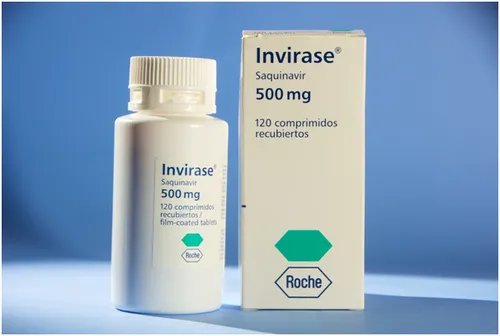 Invirase®
Saquinavir
500 mg
120 comprimidos
recubiertos/
film-coated tablets
Roche
Invirase®
Saquinavir
500 mg
120 comprimidos
recubiertos
Roche